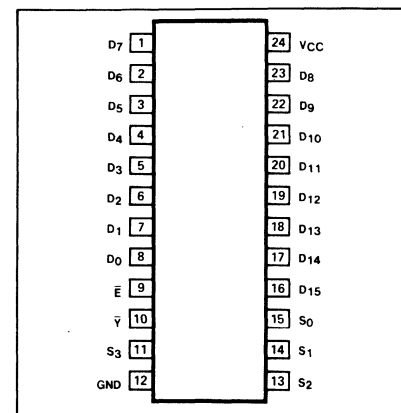 D7 1 24 VCC
D6 2 23 D8
D5 3 22 D9
D4 4 21 D10
D3 5 20 D11
D2 6 19 D12
D1 7 18 D13
D0 8 17 D14
E̅ 9 16 D15
Y̅ 10 15 S0
S3 11 14 S1
GND 12 13 S2